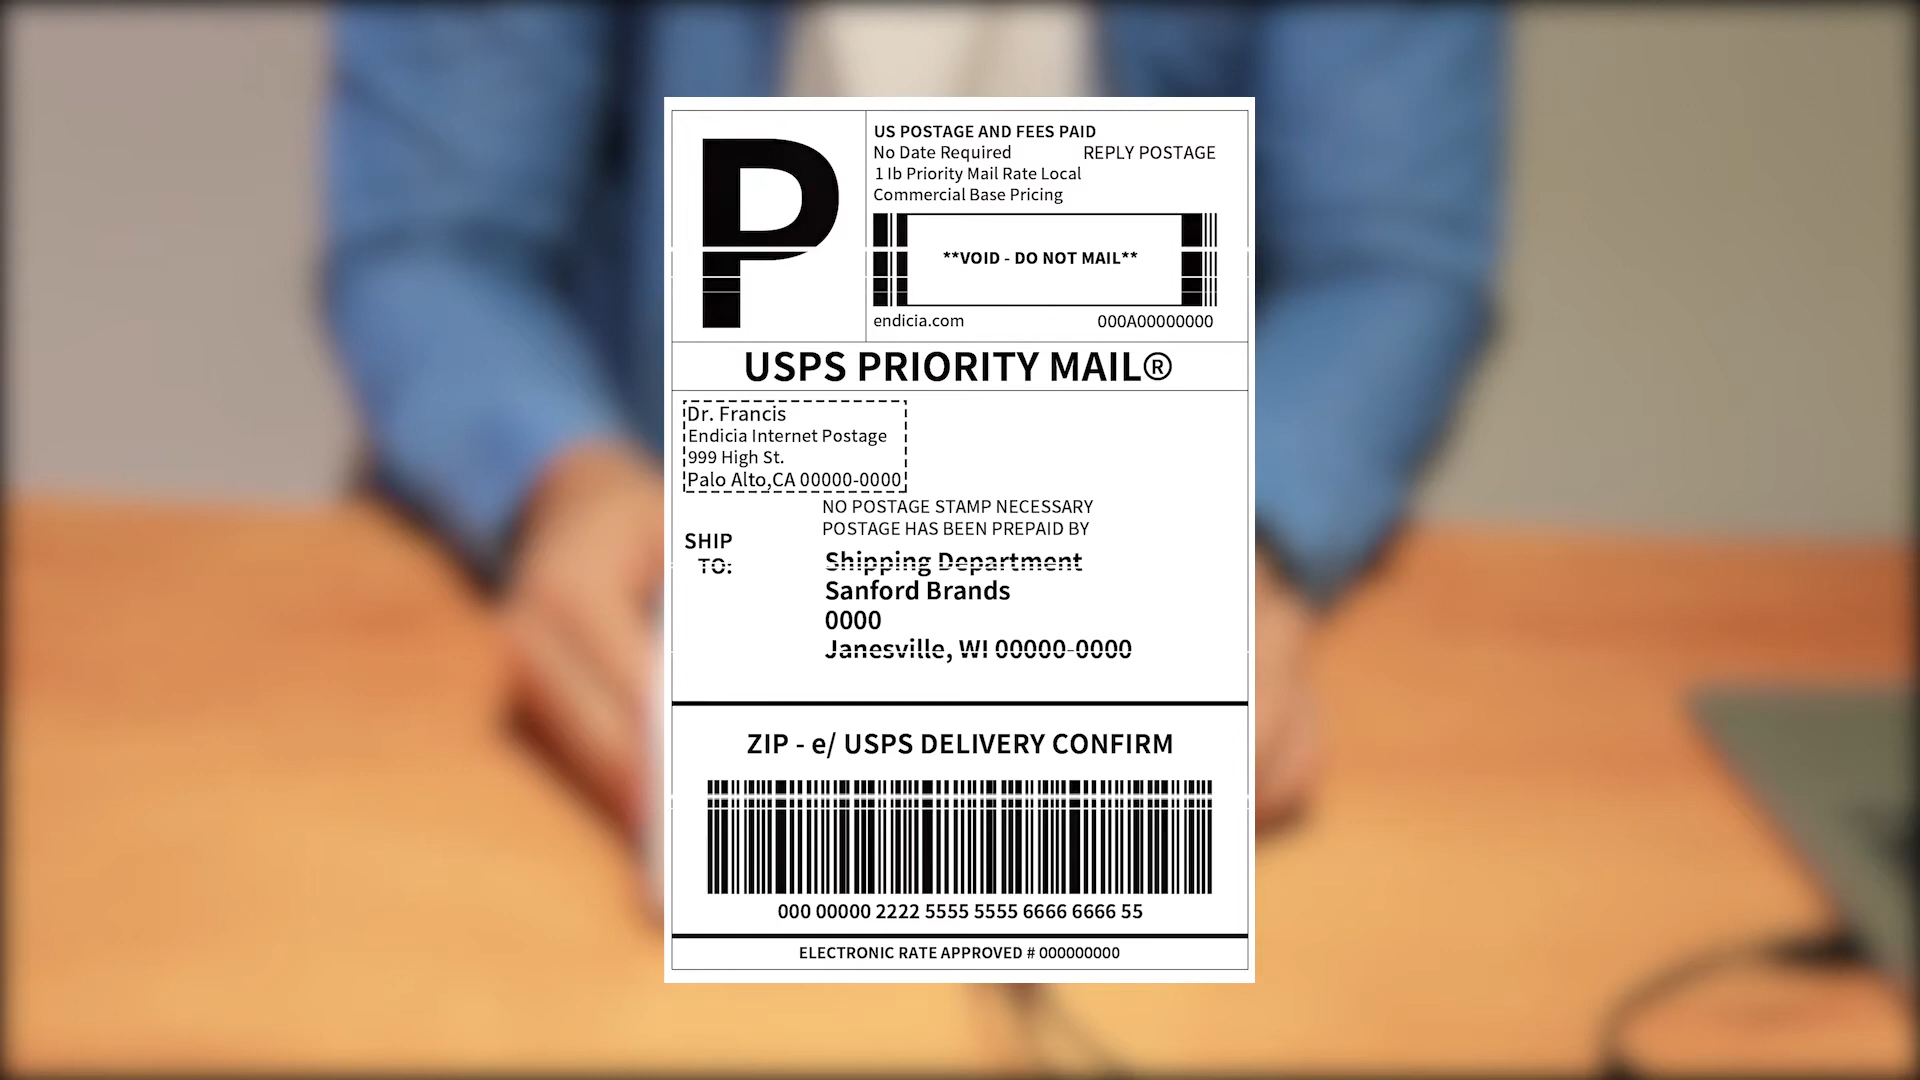 P
US POSTAGE AND FEES PAID
No Date Required REPLY POSTAGE
1 lb Priority Mail Rate Local
Commercial Base Pricing
**VOID - DO NOT MAIL**
endicia.com 000A00000000
USPS PRIORITY MAIL®
Dr. Francis
Endicia Internet Postage
999 High St.
Palo Alto,CA 00000-0000
NO POSTAGE STAMP NECESSARY
POSTAGE HAS BEEN PREPAID BY
SHIP
TO:
Shipping Department
Sanford Brands
0000
Janesville, WI 00000-0000
ZIP - e/ USPS DELIVERY CONFIRM
000 00000 2222 5555 5555 6666 6666 55
ELECTRONIC RATE APPROVED # 000000000